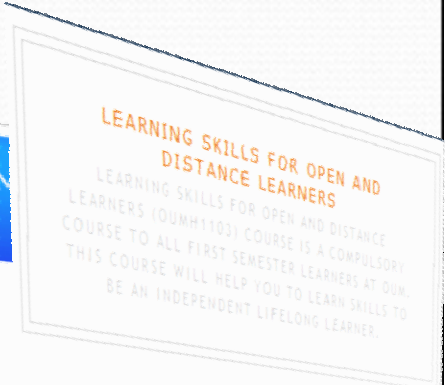 LEARNING SKILLS FOR OPEN AND
DISTANCE LEARNERS
LEARNING SKILLS FOR OPEN AND DISTANCE
LEARNERS (OUMH1103) COURSE IS A COMPULSORY
COURSE TO ALL FIRST SEMESTER LEARNERS AT OUM.
THIS COURSE WILL HELP YOU TO LEARN SKILLS TO
BE AN INDEPENDENT LIFELONG LEARNER.